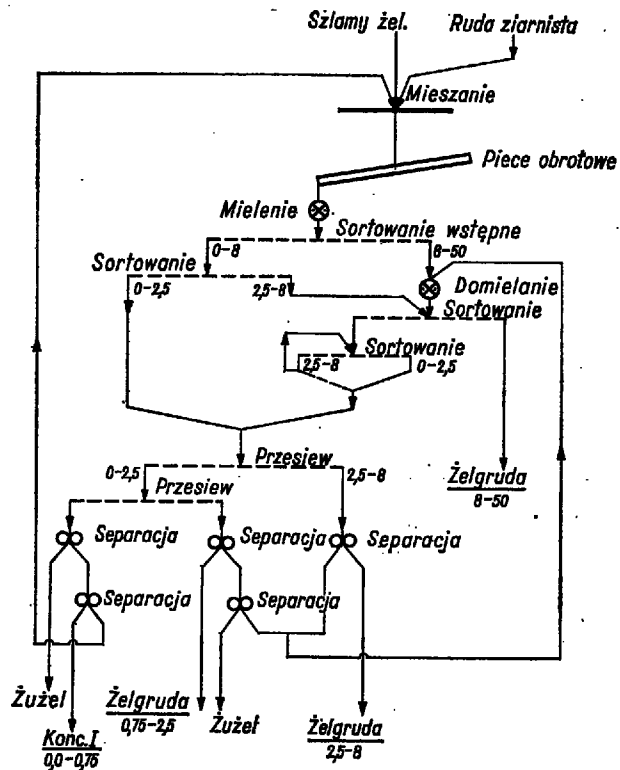 Szlamy żel. Ruda ziarnista
Mieszanie
Piece obrotowe
Mielenie
Sortowanie wstępne
0-8
8-50
Sortowanie
0-2,5
2,5-8
Domielanie
Sortowanie
Sortowanie
2,5-8
0-2,5
Przesiew
0-2,5
2,5-8
Przesiew
Żelgruda
8-50
Separacja
Separacja
Separacja
Separacja
Separacja
Żużel
Konc. I
0,0-0,75
Żelgruda
0,75-2,5
Żużel
Żelgruda
2,5-8